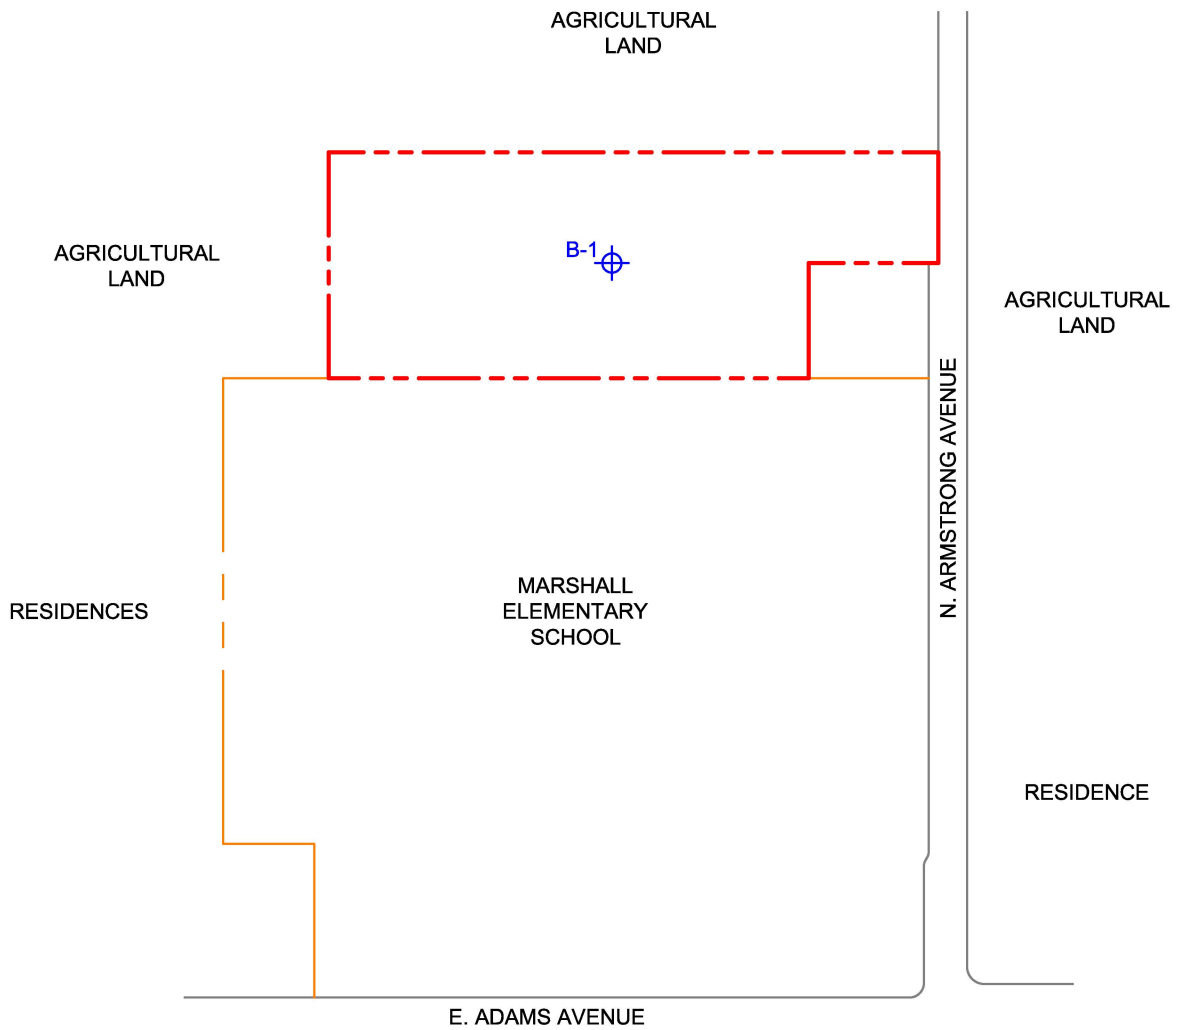 AGRICULTURAL
LAND
B-1
AGRICULTURAL
LAND
AGRICULTURAL
LAND
N. ARMSTRONG AVENUE
MARSHALL
ELEMENTARY
SCHOOL
RESIDENCES
RESIDENCE
E. ADAMS AVENUE